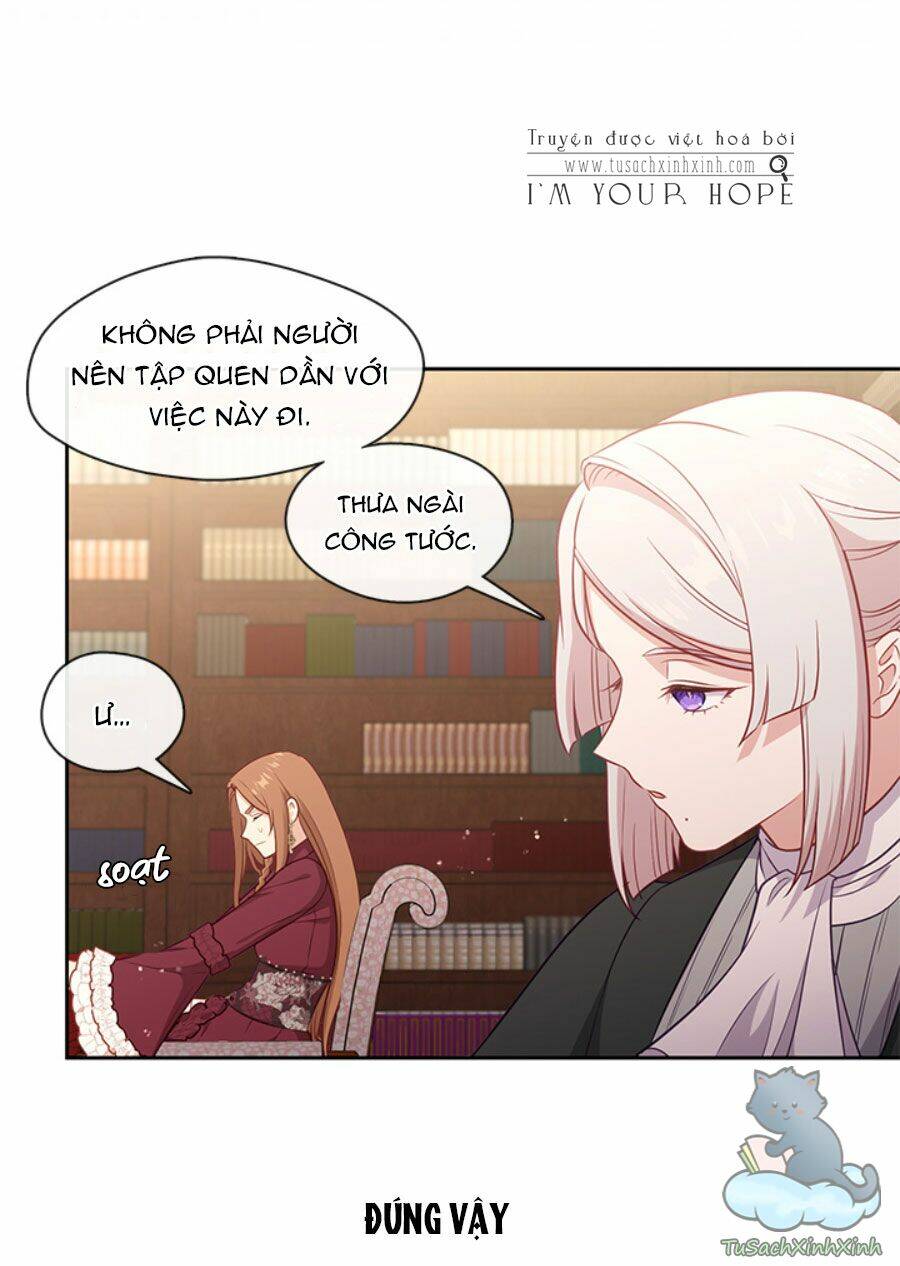 Truyện được việt hoá bởi
www.tusachxinhxinh.com
I'M YOUR HOPE
KHÔNG PHẢI NGƯỜI
NÊN TẬP QUEN DẦN VỚI
VIỆC NÀY ĐI.
THƯA NGÀI
CÔNG TƯỚC.
Ư...
soạt
ĐÚNG VẬY
TuSachXinhXinh